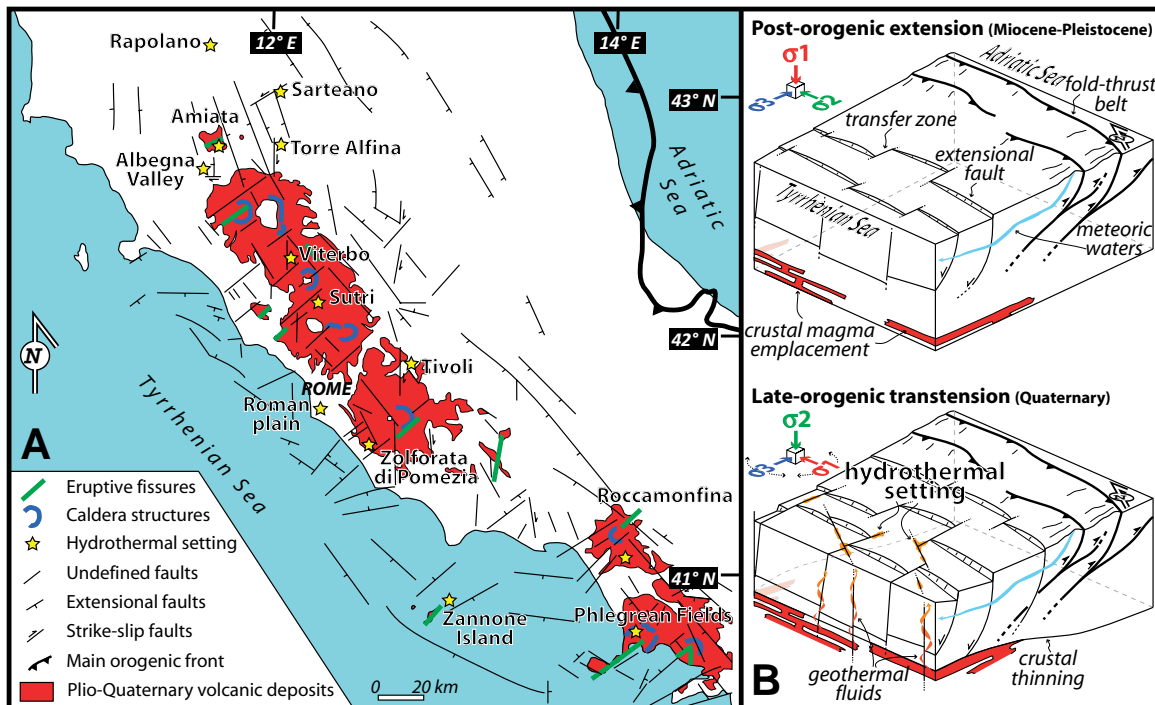 12° E
14° E
43° N
42° N
41° N
Rapolano
Sarteano
Amiata
Torre Alfina
Albegna
Valley
Viterbo
Sutri
Tivoli
ROME
Roman
plain
Zolforata
di Pomezia
Roccamonfina
Zannone
Island
Phlegrean Fields
Adriatic
Sea
Tyrrhenian Sea
N
A
Eruptive fissures
Caldera structures
Hydrothermal setting
Undefined faults
Extensional faults
Strike-slip faults
Main orogenic front
Plio-Quaternary volcanic deposits
0 20 km
Post-orogenic extension (Miocene-Pleistocene)
σ1
σ3
σ2
Adriatic Sea
fold-thrust
belt
N
transfer zone
extensional
fault
Tyrrhenian Sea
meteoric
waters
crustal magma
emplacement
Late-orogenic transtension (Quaternary)
σ2
σ3
σ1
hydrothermal
setting
N
geothermal
fluids
crustal
thinning
B